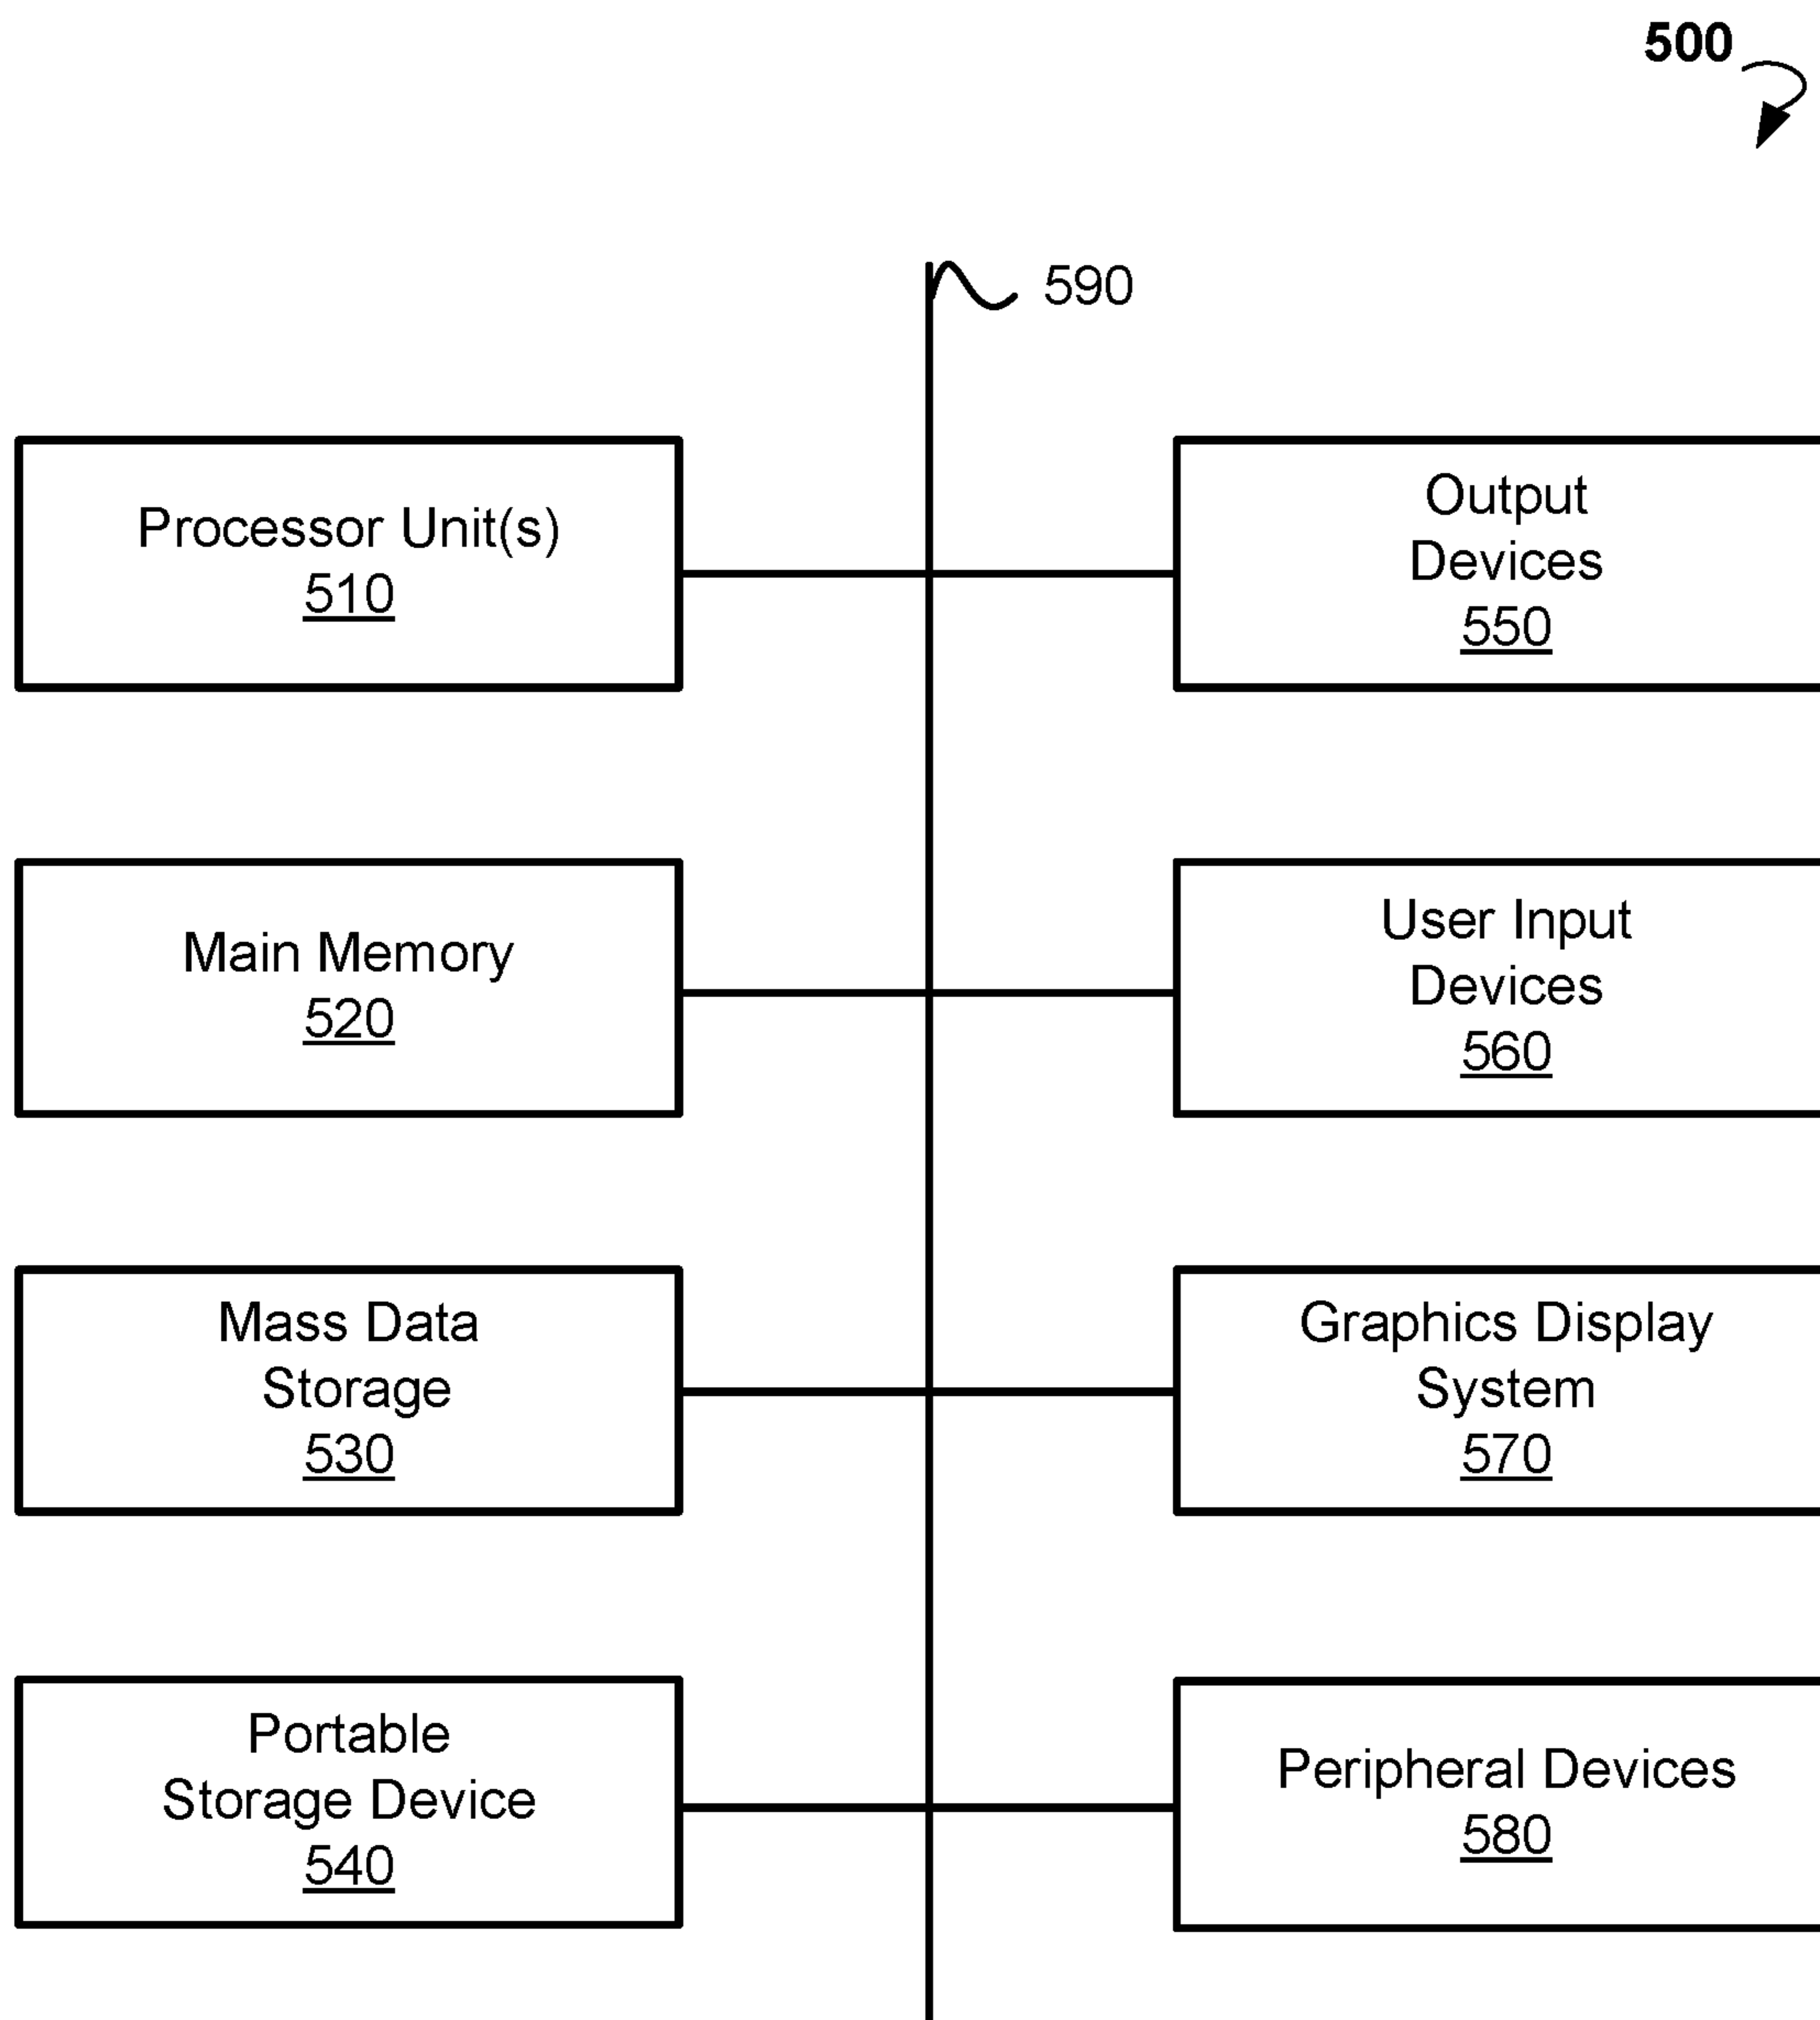 500
590
Processor Unit(s)
510
Output
Devices
550
Main Memory
520
User Input
Devices
560
Mass Data
Storage
530
Graphics Display
System
570
Portable
Storage Device
540
Peripheral Devices
580